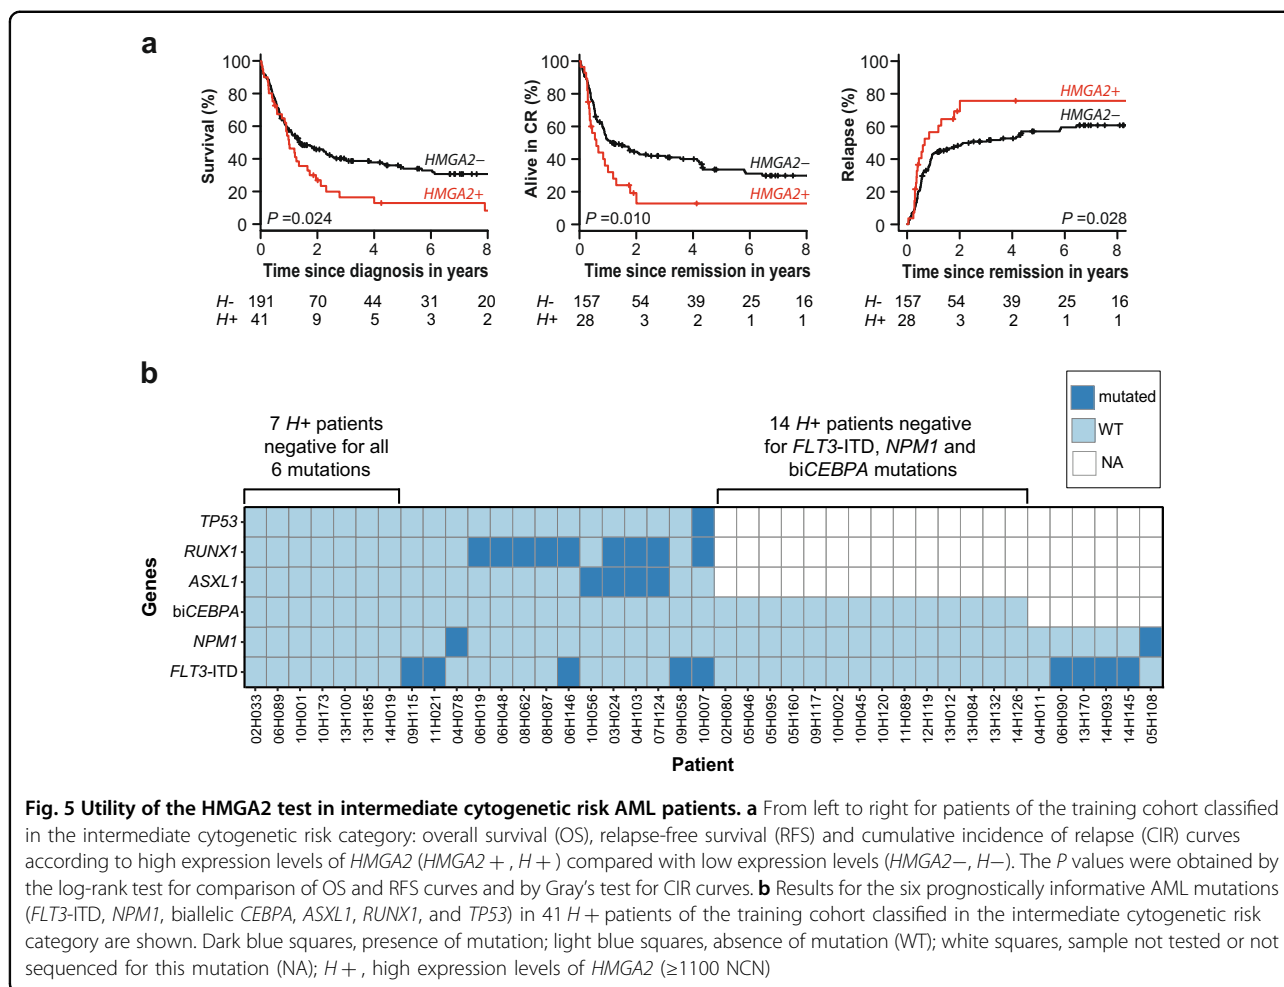 a
100
80
60
40
20
0
Survival (%)
HMGA2−
HMGA2+
P =0.024
0 2 4 6 8
Time since diagnosis in years
H- 191 70 44 31 20
H+ 41 9 5 3 2
100
80
60
40
20
0
Alive in CR (%)
HMGA2−
HMGA2+
P =0.010
0 2 4 6 8
Time since remission in years
H- 157 54 39 25 16
H+ 28 3 2 1 1
100
80
60
40
20
0
Relapse (%)
HMGA2+
HMGA2−
P =0.028
0 2 4 6 8
Time since remission in years
H- 157 54 39 25 16
H+ 28 3 2 1 1
b
mutated
WT
NA
7 H+ patients
negative for all
6 mutations
14 H+ patients negative
for FLT3-ITD, NPM1 and
biCEBPA mutations
Genes
TP53
RUNX1
ASXL1
biCEBPA
NPM1
FLT3-ITD
02H033
06H089
10H001
10H173
13H100
13H185
14H019
09H115
11H021
04H078
06H019
06H048
08H062
08H087
06H146
10H056
03H024
04H103
07H124
09H058
10H007
02H080
05H046
05H095
05H160
09H117
10H002
10H045
10H120
11H089
12H119
13H012
08H034
13H132
14H126
04H011
06H090
13H170
14H093
14H145
05H108
Patient
Fig. 5 Utility of the HMGA2 test in intermediate cytogenetic risk AML patients. a From left to right for patients of the training cohort classified
in the intermediate cytogenetic risk category: overall survival (OS), relapse-free survival (RFS) and cumulative incidence of relapse (CIR) curves
according to high expression levels of HMGA2 (HMGA2 + , H + ) compared with low expression levels (HMGA2−, H−). The P values were obtained by
the log-rank test for comparison of OS and RFS curves and by Gray’s test for CIR curves. b Results for the six prognostically informative AML mutations
(FLT3-ITD, NPM1, biallelic CEBPA, ASXL1, RUNX1, and TP53) in 41 H + patients of the training cohort classified in the intermediate cytogenetic risk
category are shown. Dark blue squares, presence of mutation; light blue squares, absence of mutation (WT); white squares, sample not tested or not
sequenced for this mutation (NA); H + , high expression levels of HMGA2 (≥1100 NCN)